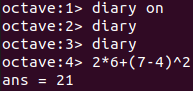 octave:1> diary on
octave:2> diary
octave:3> diary
octave:4> 2*6+(7-4)^2
ans = 21